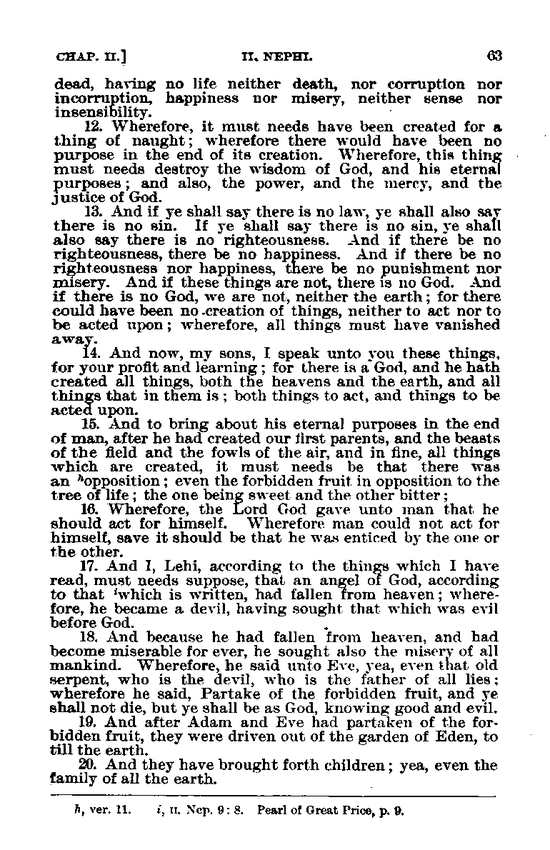 CHAP. II.] II. NEPHI. 63
dead, having no life neither death, nor corruption nor
incorruption, happiness nor misery, neither sense nor
insensibility.
12. Wherefore, it must needs have been created for a
thing of naught; wherefore there would have been no
purpose in the end of its creation. Wherefore, this thing
must needs destroy the wisdom of God, and his eternal
purposes; and also, the power, and the mercy, and the
justice of God.
13. And if ye shall say there is no law, ye shall also say
there is no sin. If ye shall say there is no sin, ye shall
also say there is no righteousness. And if there be no
righteousness, there be no happiness. And if there be no
righteousness nor happiness, there be no punishment nor
misery. And if these things are not, there is no God. And
if there is no God, we are not, neither the earth; for there
could have been no creation of things, neither to act nor to
be acted upon; wherefore, all things must have vanished
away.
14. And now, my sons, I speak unto you these things,
for your profit and learning; for there is a God, and he hath
created all things, both the heavens and the earth, and all
things that in them is; both things to act, and things to be
acted upon.
15. And to bring about his eternal purposes in the end
of man, after he had created our first parents, and the beasts
of the field and the fowls of the air, and in fine, all things
which are created, it must needs be that there was
an hopposition; even the forbidden fruit in opposition to the
tree of life; the one being sweet and the other bitter;
16. Wherefore, the Lord God gave unto man that he
should act for himself. Wherefore man could not act for
himself, save it should be that he was enticed by the one or
the other.
17. And I, Lehi, according to the things which I have
read, must needs suppose, that an angel of God, according
to that iwhich is written, had fallen from heaven; where-
fore, he became a devil, having sought that which was evil
before God.
18. And because he had fallen from heaven, and had
become miserable for ever, he sought also the misery of all
mankind. Wherefore, he said unto Eve, yea, even that old
serpent, who is the devil, who is the father of all lies;
wherefore he said, Partake of the forbidden fruit, and ye
shall not die, but ye shall be as God, knowing good and evil.
19. And after Adam and Eve had partaken of the for-
bidden fruit, they were driven out of the garden of Eden, to
till the earth.
20. And they have brought forth children; yea, even the
family of all the earth.
h, ver. 11. i, II. Nep. 9:8. Pearl of Great Price, p. 9.